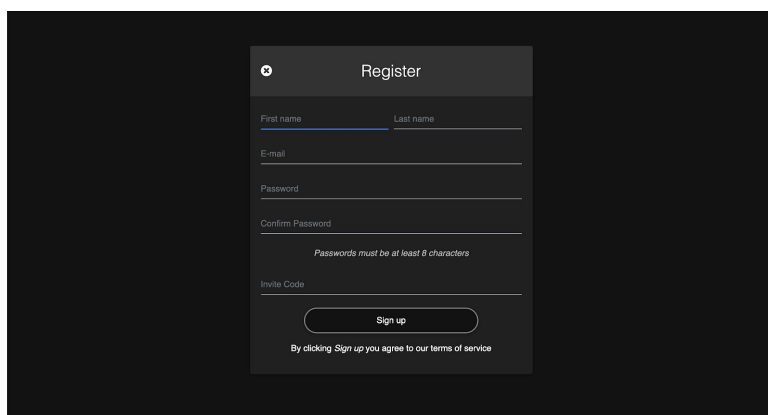 Register
First name Last name
E-mail
Password
Confirm Password
Passwords must be at least 8 characters
Invite Code
Sign up
By clicking Sign up you agree to our terms of service